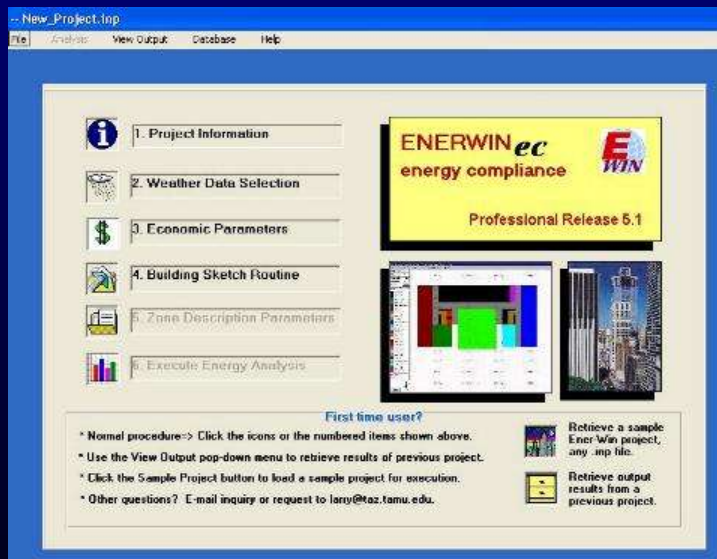 -- New_Project.Inp
File Analysis View Output Database Help
1. Project Information
2. Weather Data Selection
3. Economic Parameters
4. Building Sketch Routine
5. Zone Description Parameters
6. Execute Energy Analysis
ENERWIN ec
energy compliance
E
WIN
Professional Release 5.1
First time user?
* Normal procedure=> Click the icons or the numbered items shown above.
* Use the View Output pop-down menu to retrieve results of previous project.
* Click the Sample Project button to load a sample project for execution.
* Other questions? E-mail inquiry or request to larry@taz.tamu.edu.
Retrieve a sample
Ener-Win project,
any .inp file.
Retrieve output
results from a
previous project.